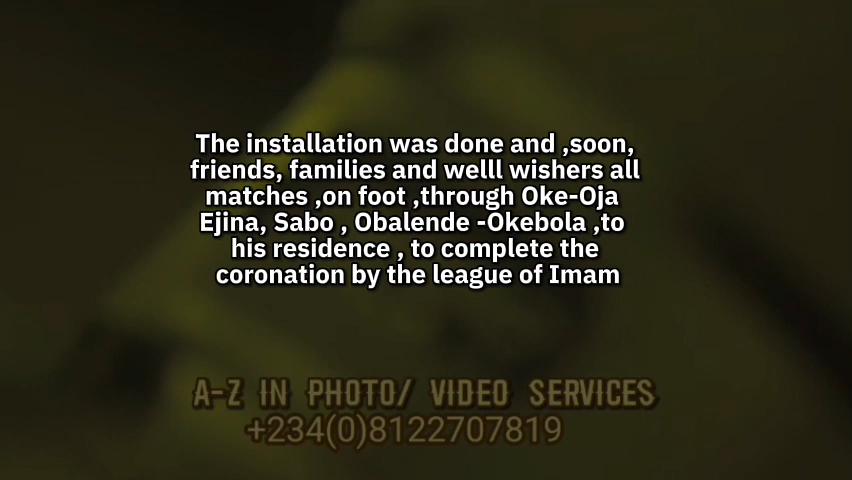 The installation was done and ,soon,
friends, families and welll wishers all
matches ,on foot ,through Oke-Oja
Ejina, Sabo , Obalende -Okebola ,to
his residence , to complete the
coronation by the league of Imam
A-Z IN PHOTO/ VIDEO SERVICES
+234(0)8122707819